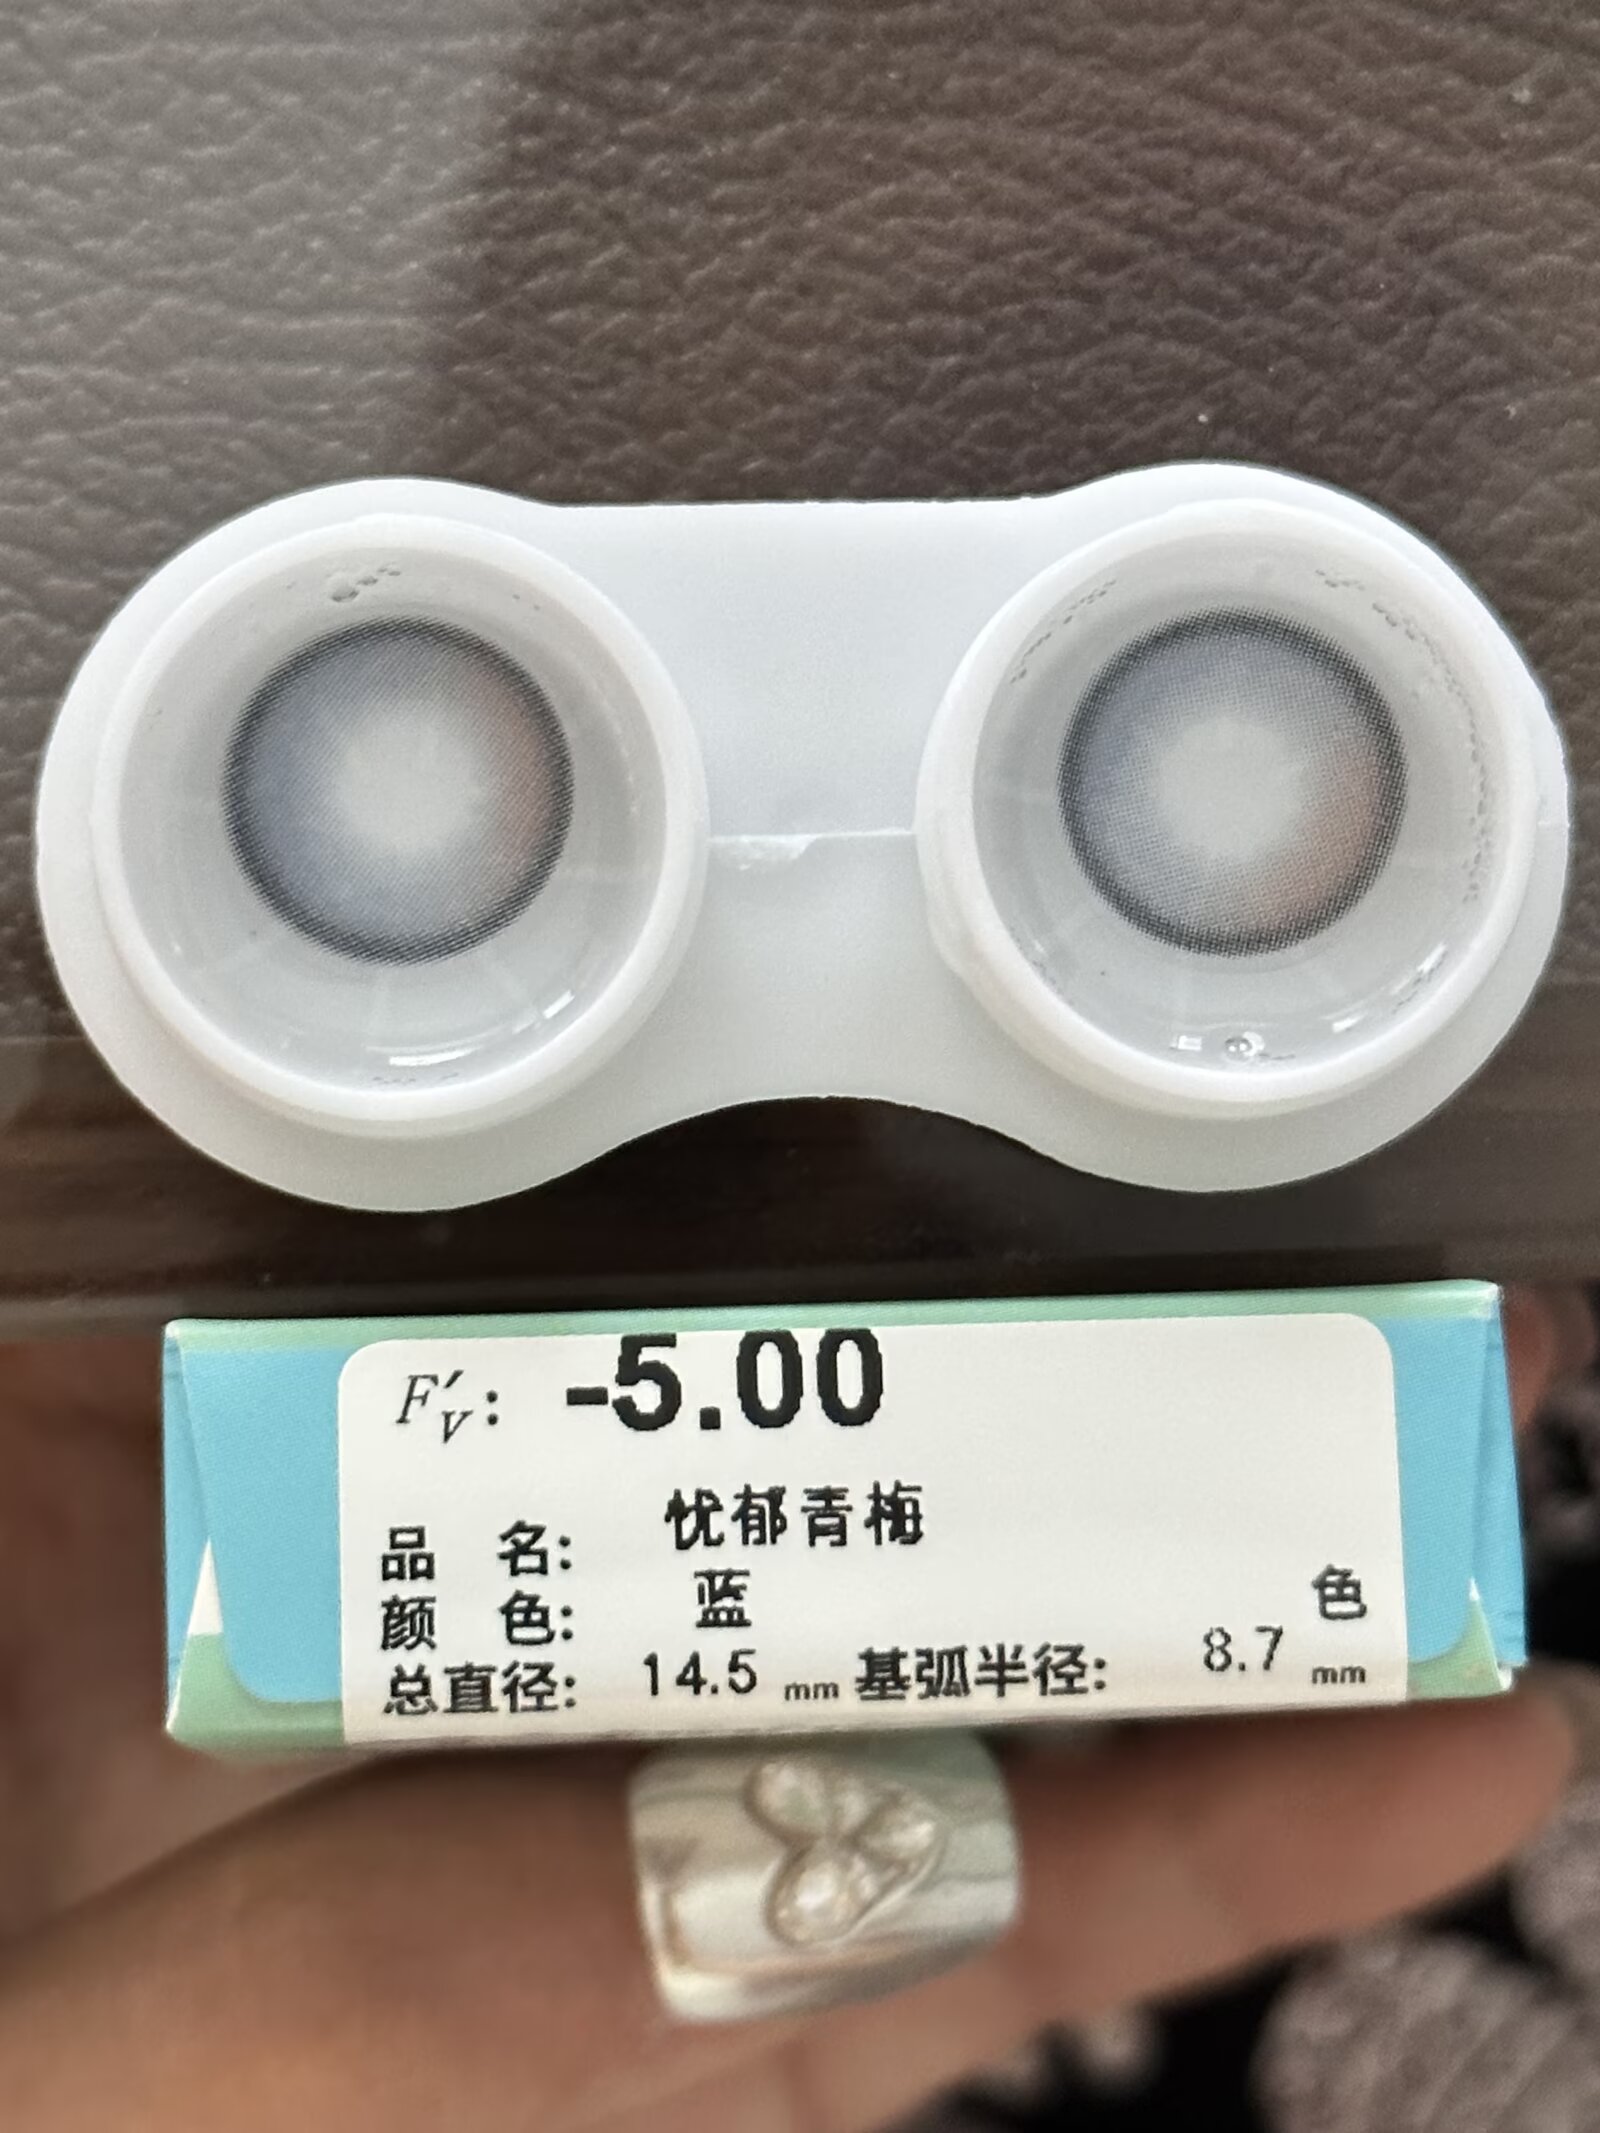 F′v: -5.00
品 名: 忧郁青梅
颜 色: 蓝 色
总直径: 14.5 mm 基弧半径: 8.7 mm